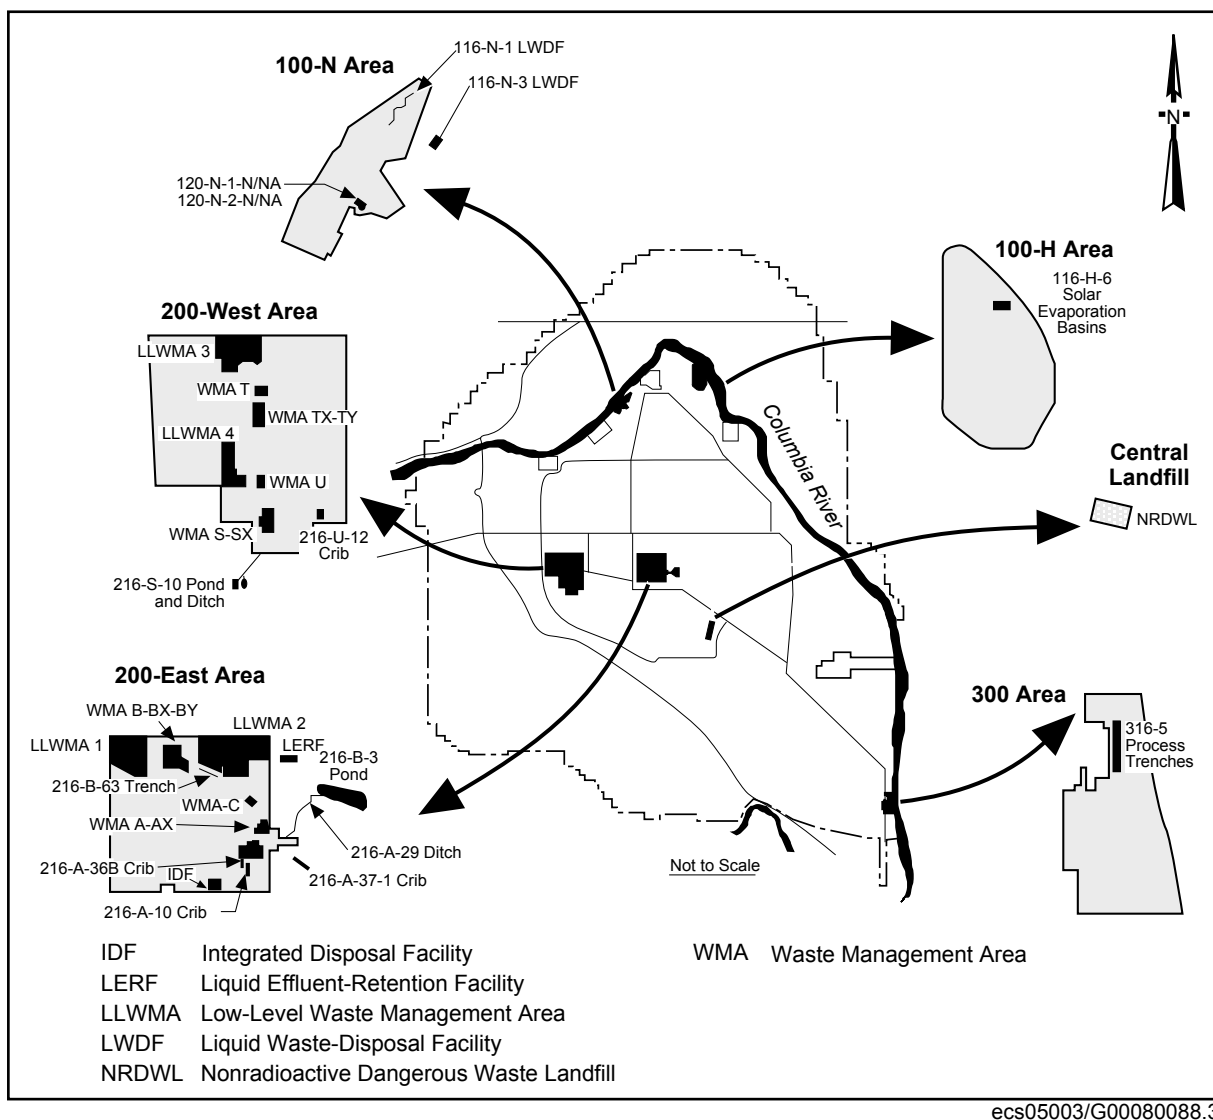 116-N-1 LWDF
100-N Area
116-N-3 LWDF
N
120-N-1-N/NA
120-N-2-N/NA
100-H Area
116-H-6
Solar
Evaporation
Basins
200-West Area
LLWMA 3
WMA T
WMA TX-TY
LLWMA 4
WMA U
WMA S-SX
216-U-12
Crib
216-S-10 Pond
and Ditch
Columbia River
Central
Landfill
NRDWL
200-East Area
WMA B-BX-BY
LLWMA 2
LLWMA 1
LERF
216-B-3
Pond
216-B-63 Trench
WMA-C
WMA A-AX
216-A-29 Ditch
216-A-36B Crib
IDF
216-A-37-1 Crib
216-A-10 Crib
300 Area
316-5
Process
Trenches
Not to Scale
IDF Integrated Disposal Facility
LERF Liquid Effluent-Retention Facility
LLWMA Low-Level Waste Management Area
LWDF Liquid Waste-Disposal Facility
NRDWL Nonradioactive Dangerous Waste Landfill
WMA Waste Management Area
ecs05003/G00080088.3